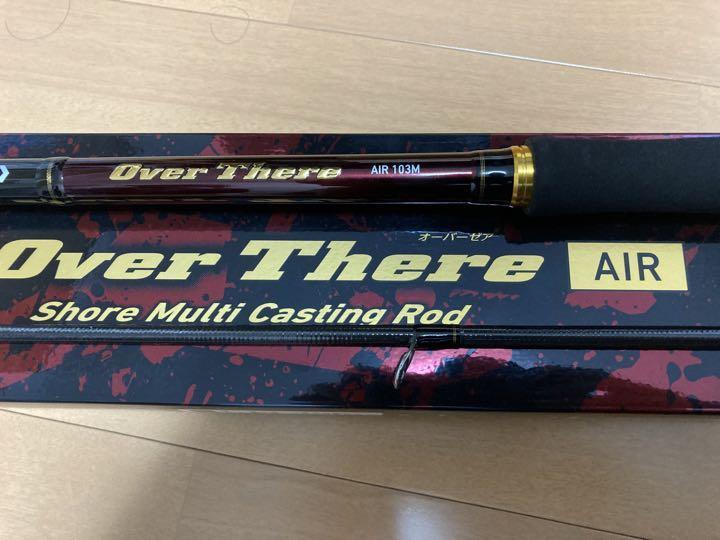 Over There AIR 103M
オーバーゼア
Over There AIR
Shore Multi Casting Rod